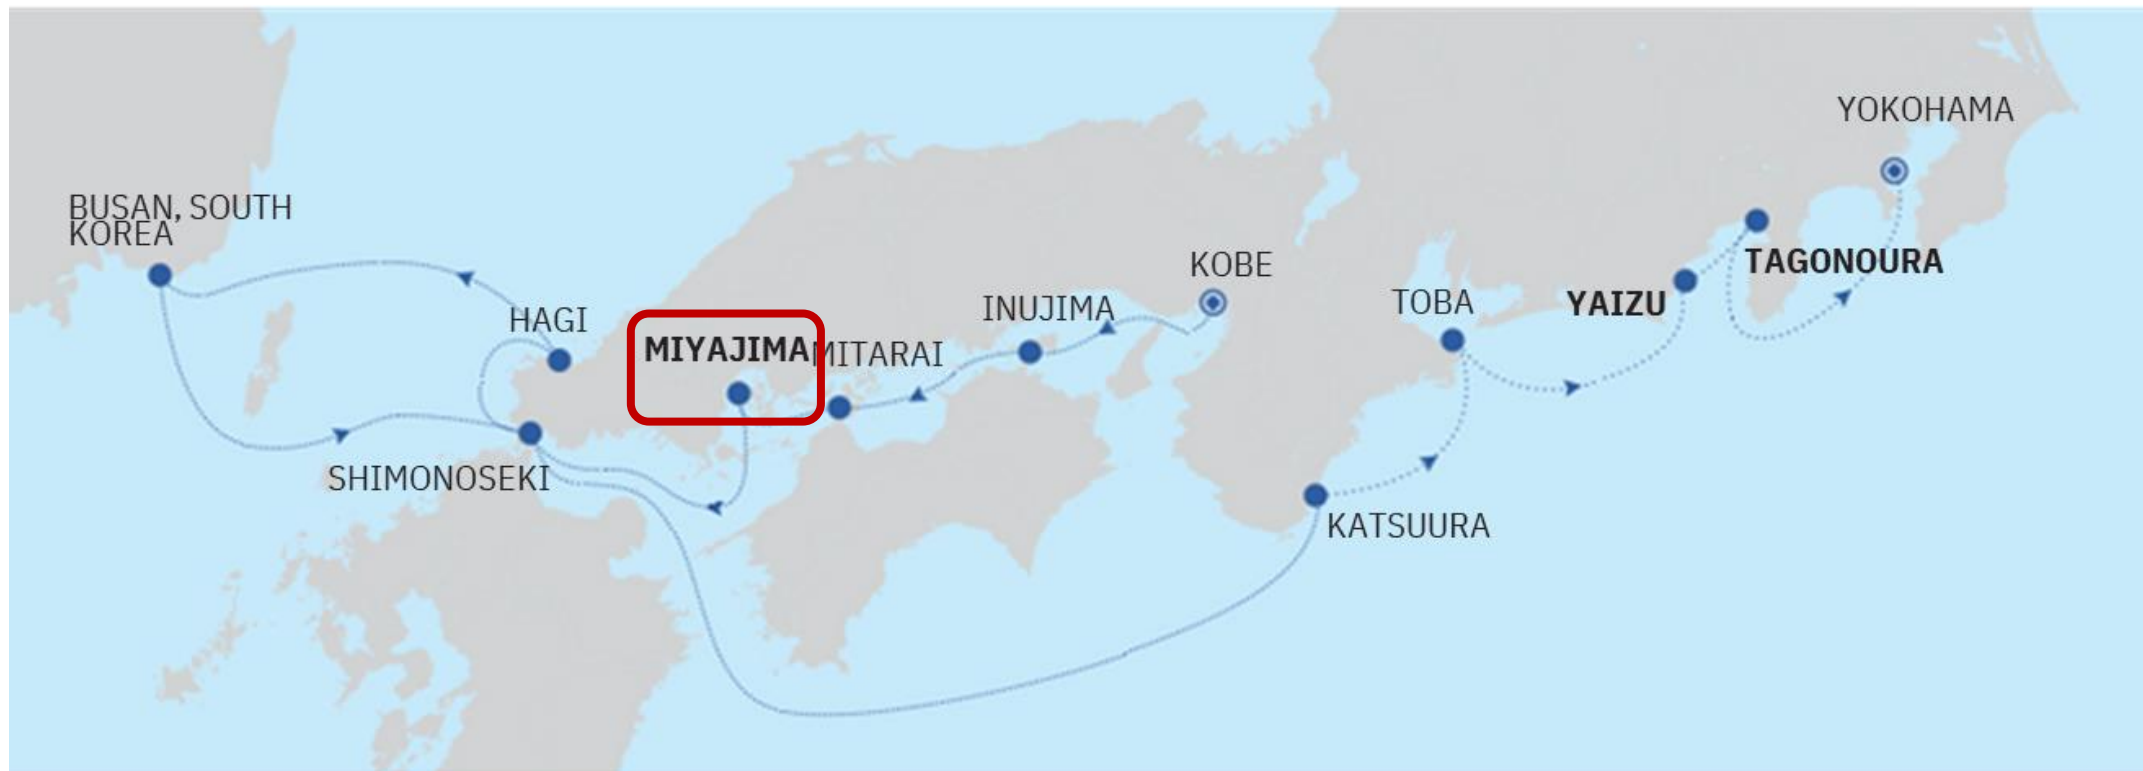 YOKOHAMA
BUSAN, SOUTH
KOREA
KOBE
TAGONOURA
INUJIMA
TOBA
YAIZU
HAGI
MIYAJIMA
MITARAI
SHIMONOSEKI
KATSUURA